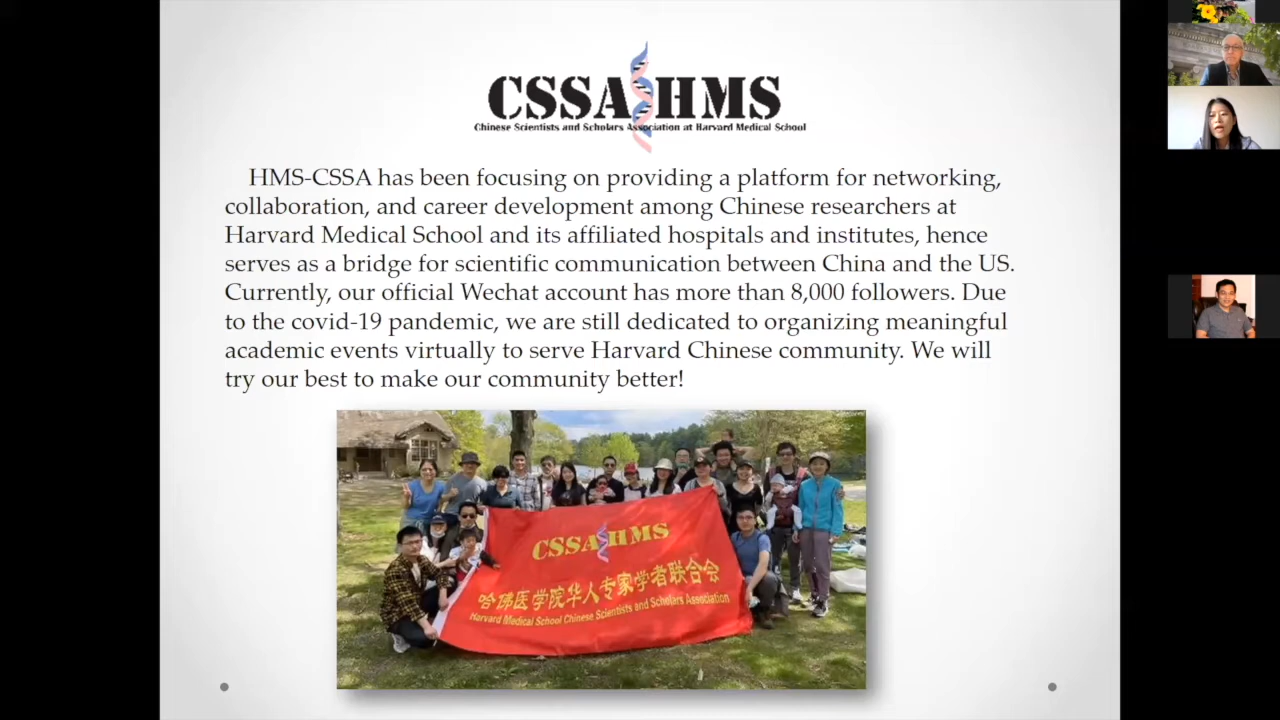 CSSA HMS
Chinese Scientists and Scholars Association at Harvard Medical School
HMS-CSSA has been focusing on providing a platform for networking,
collaboration, and career development among Chinese researchers at
Harvard Medical School and its affiliated hospitals and institutes, hence
serves as a bridge for scientific communication between China and the US.
Currently, our official Wechat account has more than 8,000 followers. Due
to the covid-19 pandemic, we are still dedicated to organizing meaningful
academic events virtually to serve Harvard Chinese community. We will
try our best to make our community better!
CSSA HMS
哈佛医学院华人专家学者联合会
Harvard Medical School Chinese Scientists and Scholars Association